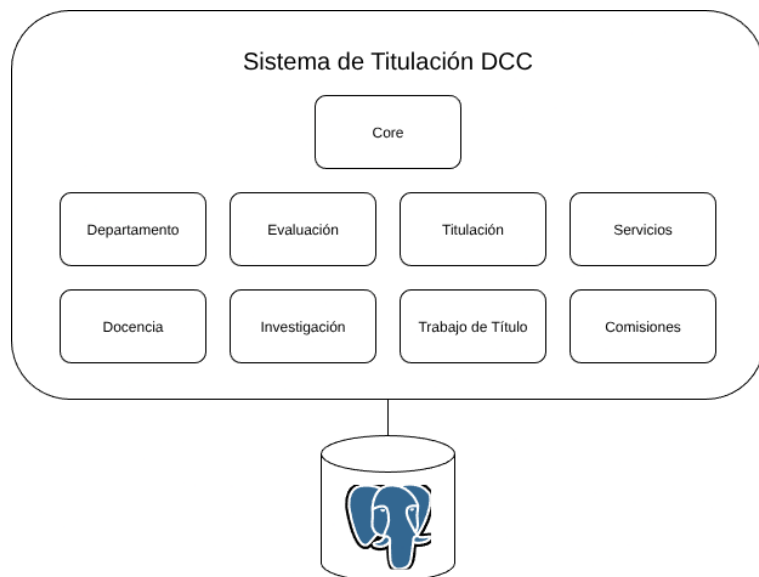 Sistema de Titulación DCC
Core
Departamento
Evaluación
Titulación
Servicios
Docencia
Investigación
Trabajo de Título
Comisiones